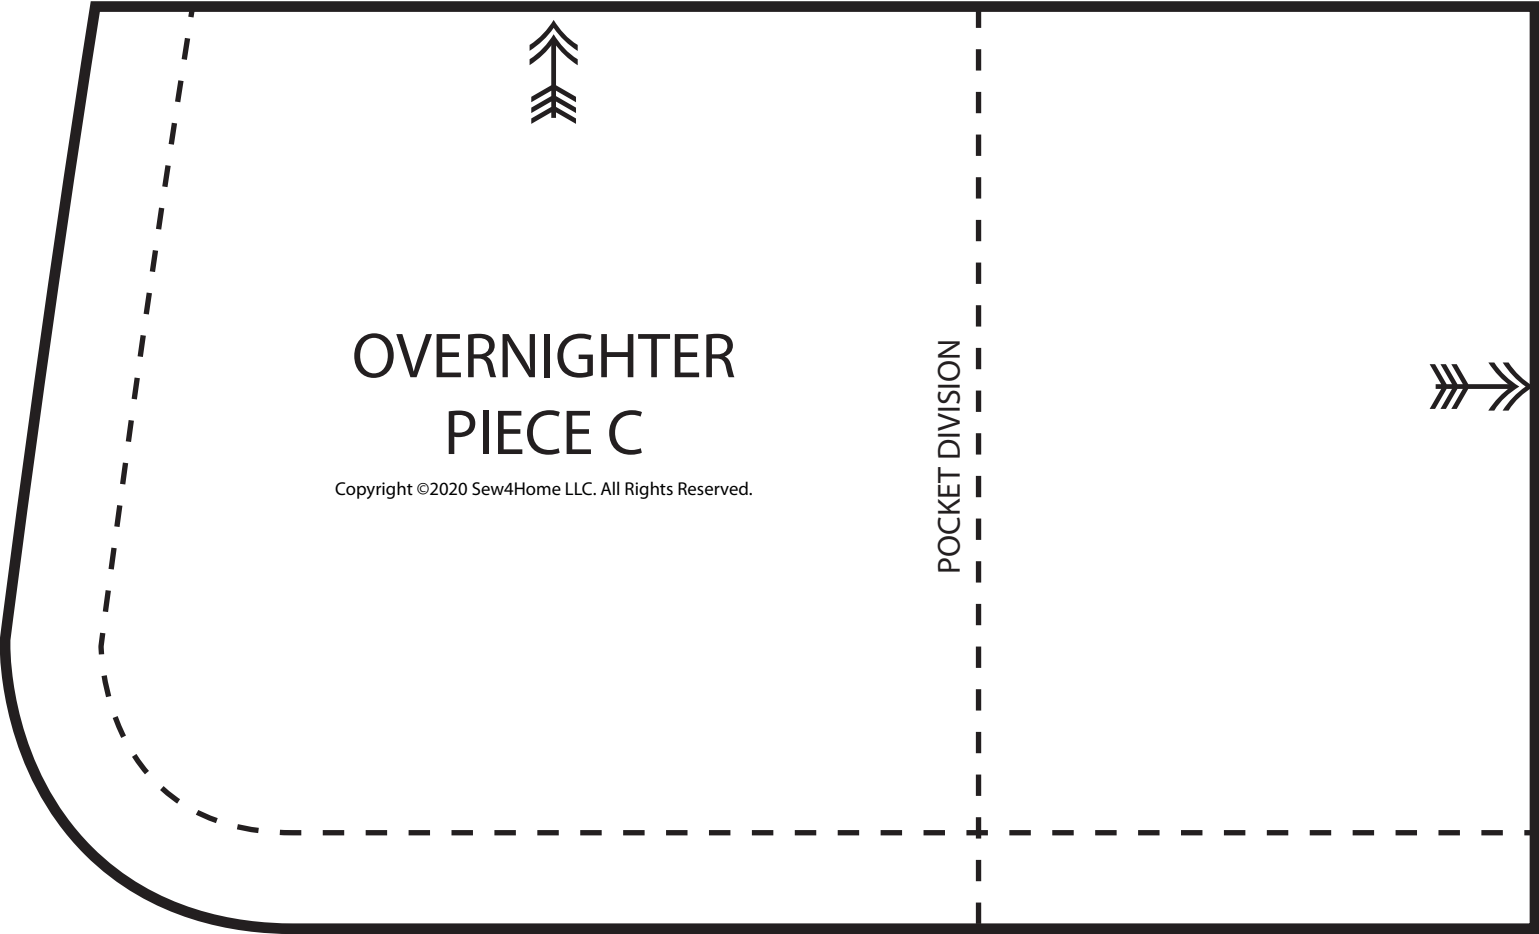 OVERNIGHTER
PIECE C
Copyright ©2020 Sew4Home LLC. All Rights Reserved.
POCKET DIVISION